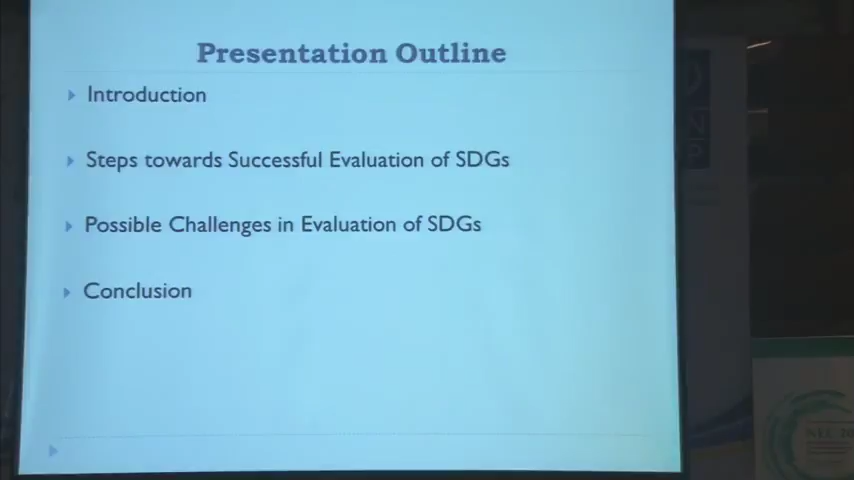 Presentation Outline
Introduction
Steps towards Successful Evaluation of SDGs
Possible Challenges in Evaluation of SDGs
Conclusion